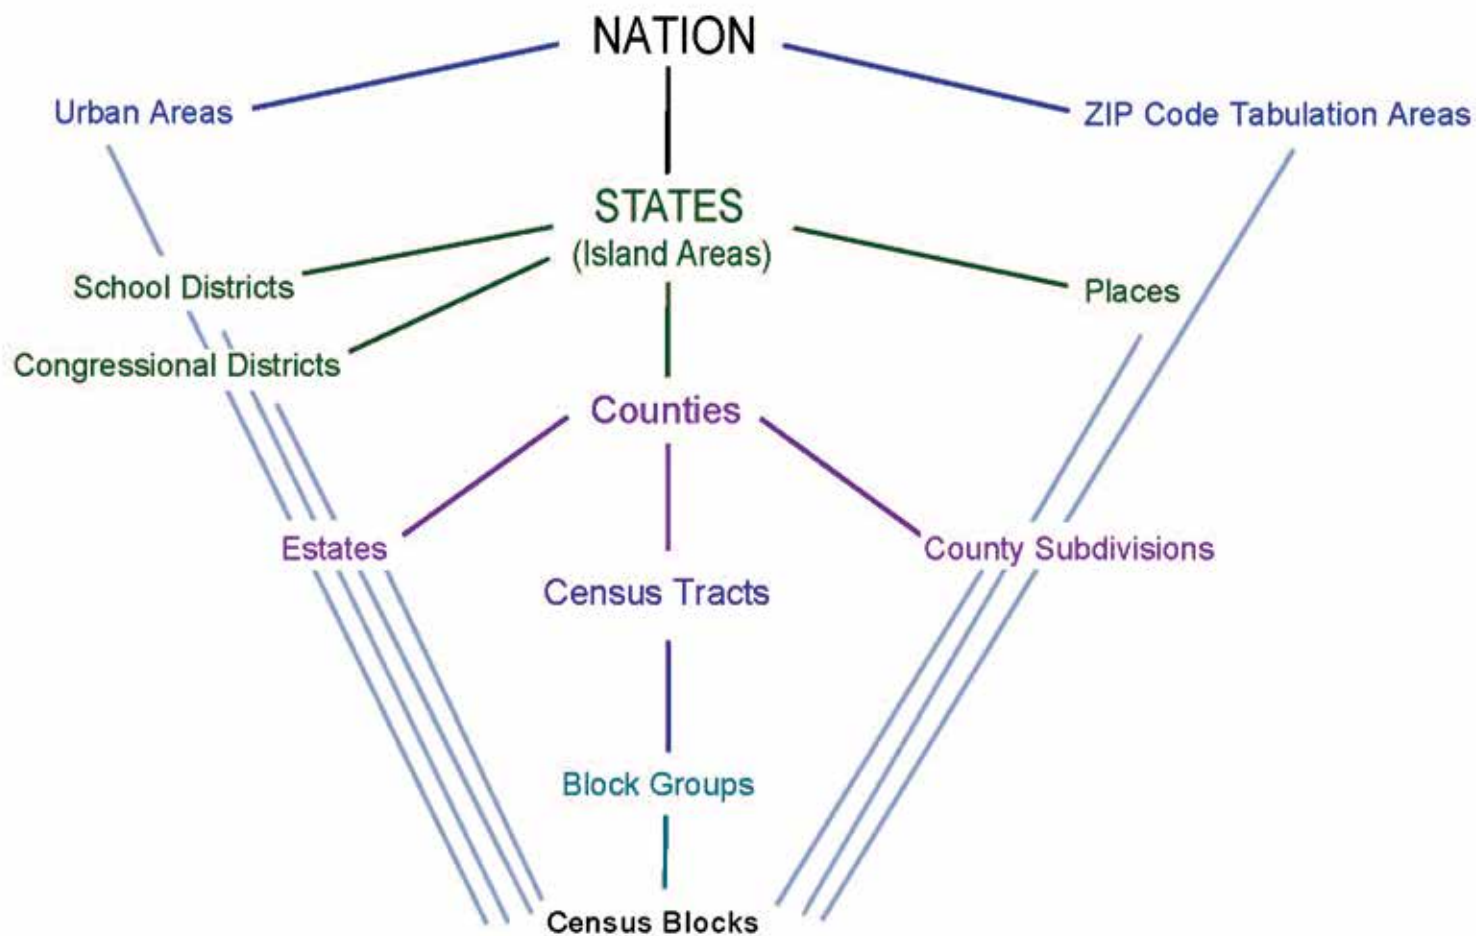 NATION
Urban Areas
ZIP Code Tabulation Areas
STATES
(Island Areas)
School Districts
Places
Congressional Districts
Counties
Estates
County Subdivisions
Census Tracts
Block Groups
Census Blocks